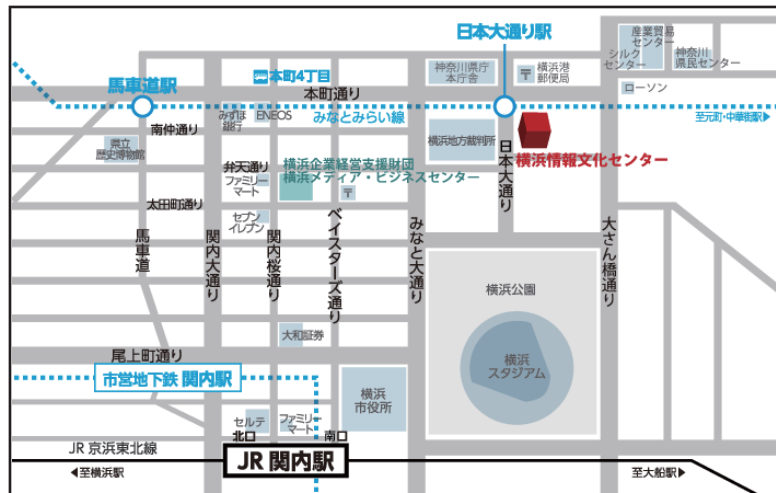 日本大通り駅
産業貿易
センター
シルク
センター
神奈川
県民センター
神奈川県庁
本庁舎
〒
横浜港
郵便局
本町4丁目
馬車道駅
本町通り
ローソン
みなとみらい線
至元町・中華街駅▶
みずほ
銀行
ENEOS
南仲通り
県立
歴史博物館
横浜地方裁判所
日本大通り
横浜情報文化センター
弁天通り
ファミリー
マート
横浜企業経営支援財団
横浜メディア・ビジネスセンター
〒
太田町通り
セブン
イレブン
馬車道
関内大通り
関内桜通り
ベイスターズ通り
みなと大通り
大さん橋通り
横浜公園
大和証券
尾上町通り
横浜
スタジアム
市営地下鉄 関内駅
横浜
市役所
セルテ
ファミリー
マート
北口
南口
JR 京浜東北線
JR 関内駅
◀至横浜駅
至大船駅▶